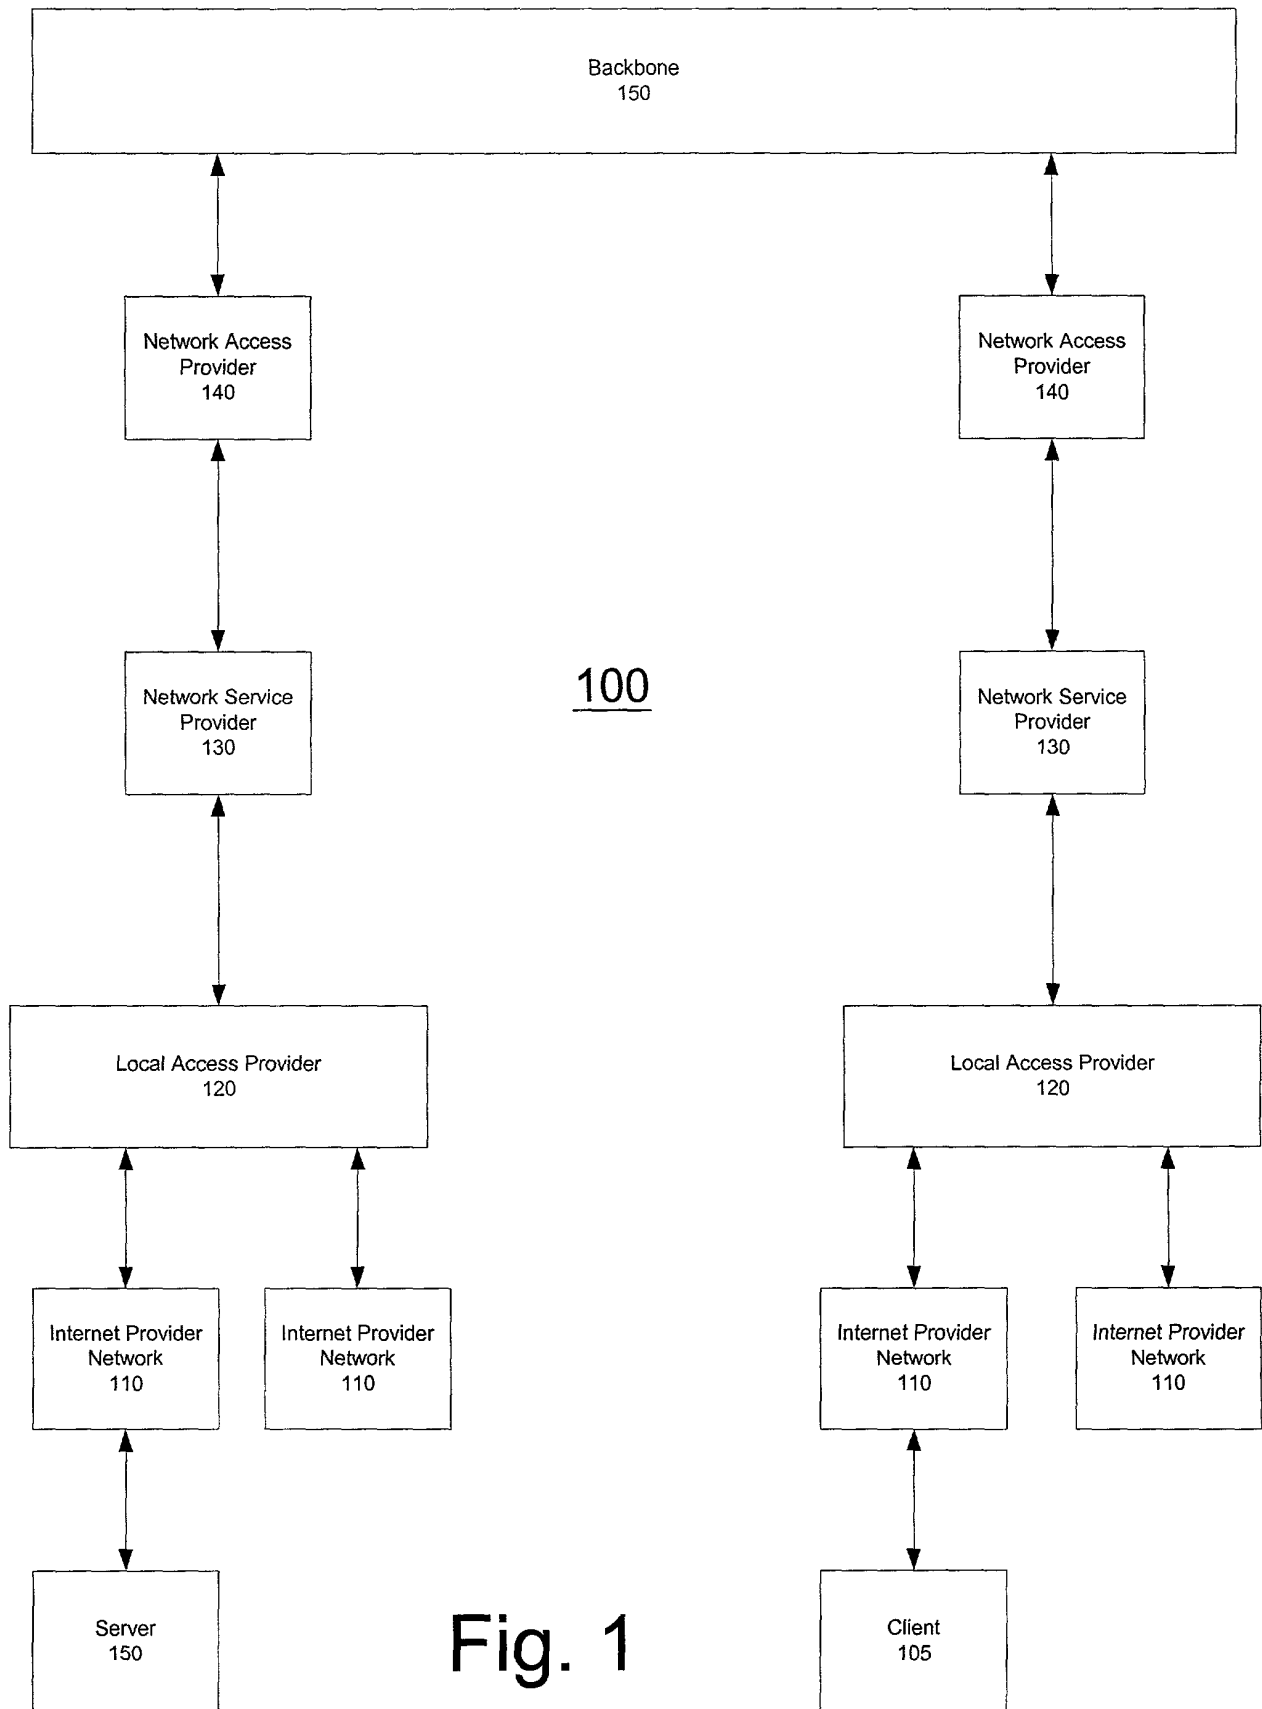 Backbone
150
Network Access
Provider
140
Network Access
Provider
140
Network Service
Provider
130
100
Network Service
Provider
130
Local Access Provider
120
Local Access Provider
120
Internet Provider
Network
110
Internet Provider
Network
110
Internet Provider
Network
110
Internet Provider
Network
110
Server
150
Fig. 1
Client
105